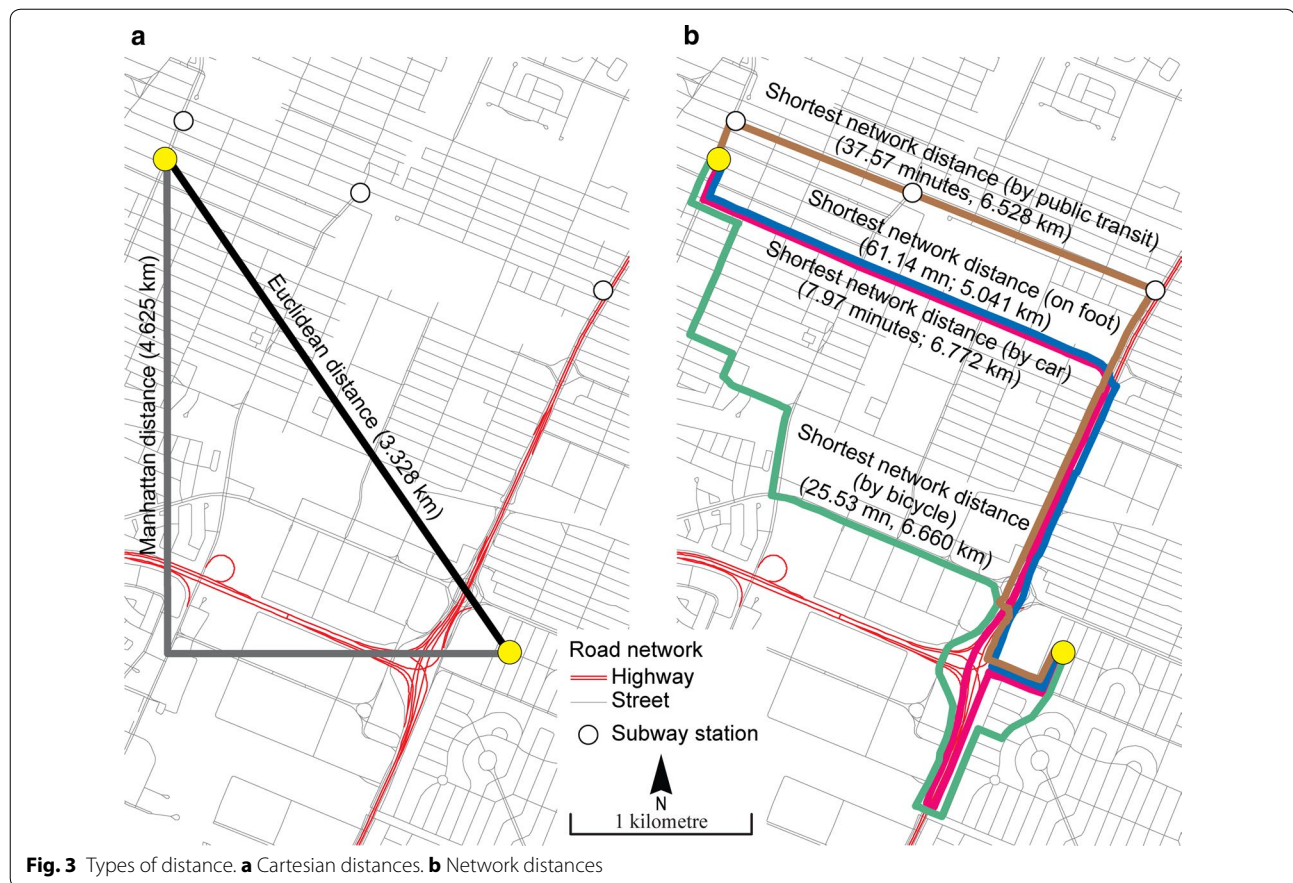 a
Manhattan distance (4.625 km)
Euclidean distance (3.328 km)
b
Shortest network distance (by public transit)
(37.57 minutes, 6.528 km)
Shortest network distance (on foot)
(61.14 mn; 5.041 km)
Shortest network distance (by car)
(7.97 minutes; 6.772 km)
Shortest network distance
(by bicycle)
(25.53 mn, 6.660 km)
Road network
Highway
Street
Subway station
N
1 kilometre
Fig. 3 Types of distance. a Cartesian distances. b Network distances